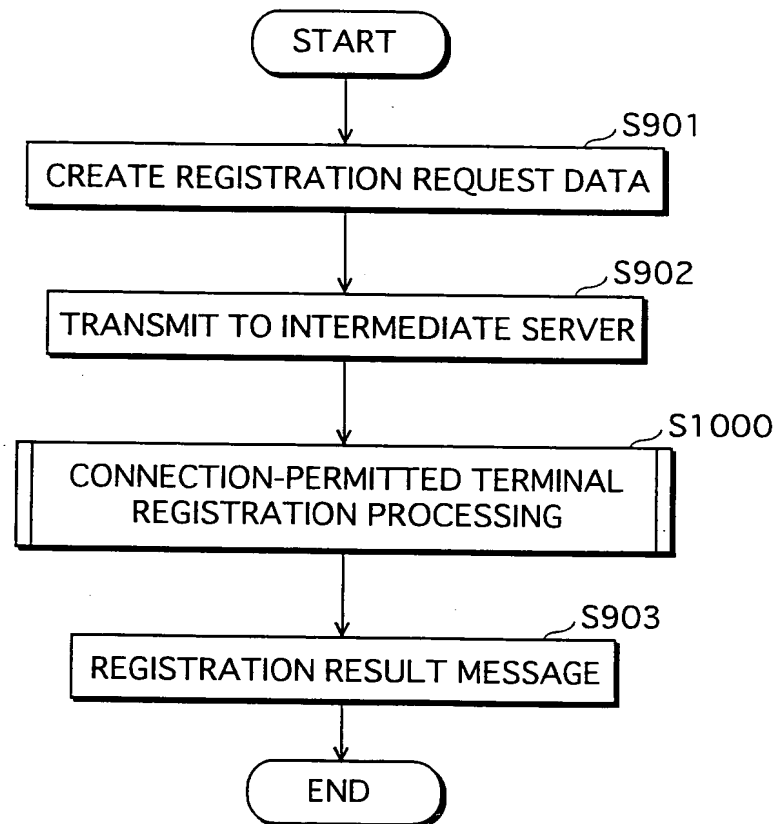 START
S901
CREATE REGISTRATION REQUEST DATA
S902
TRANSMIT TO INTERMEDIATE SERVER
S1000
CONNECTION-PERMITTED TERMINAL
REGISTRATION PROCESSING
S903
REGISTRATION RESULT MESSAGE
END